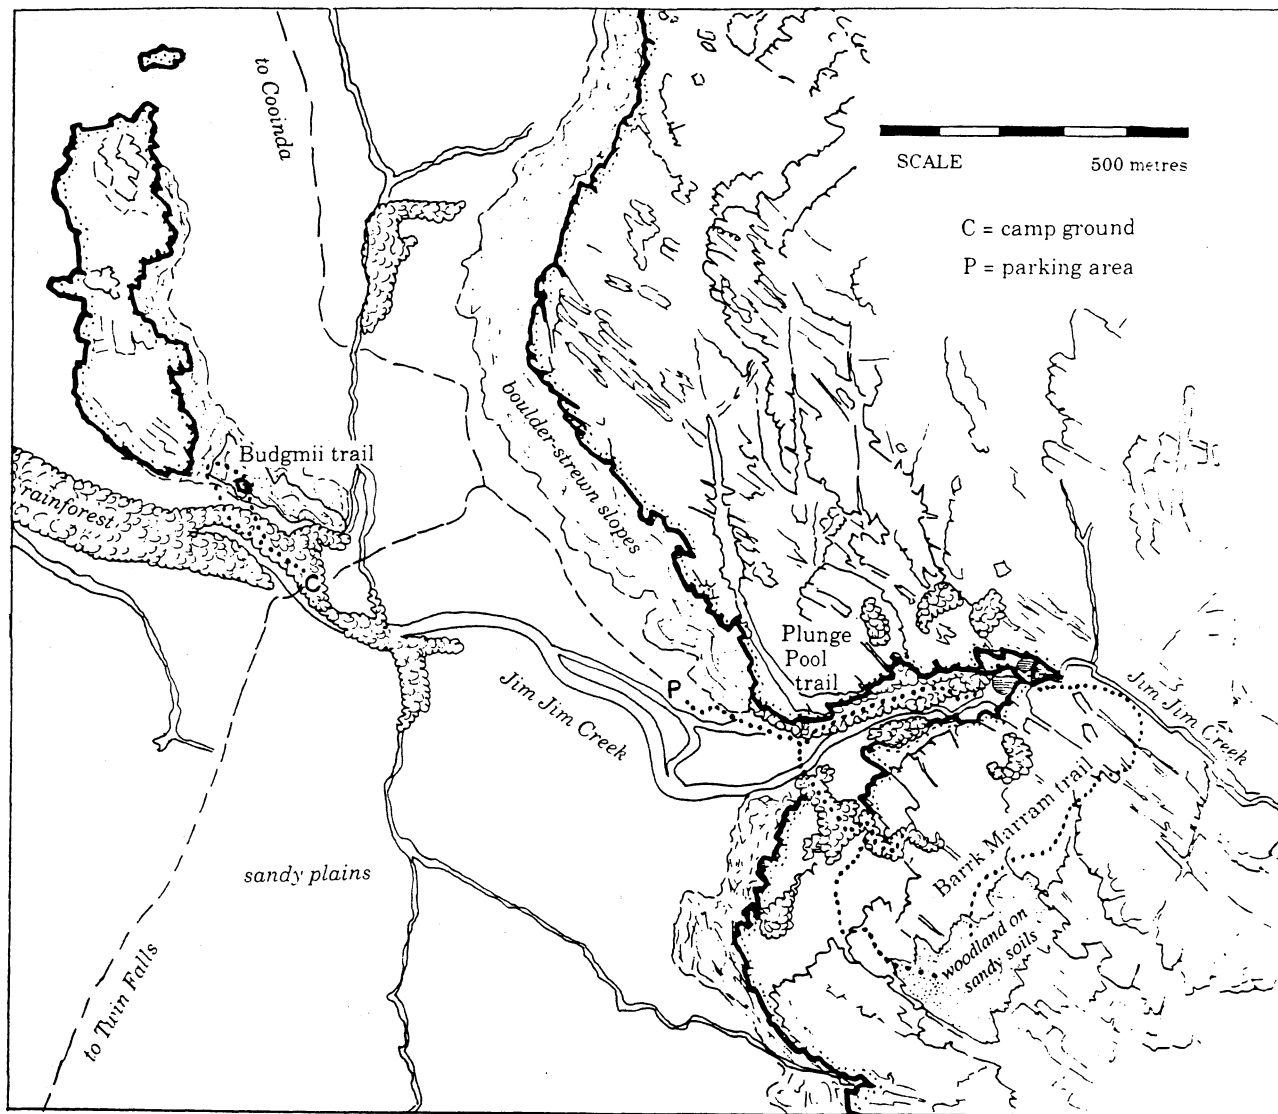 to Cooinda
SCALE
500 metres
C = camp ground
P = parking area
boulder-strewn slopes
Budgmii trail
rainforest
C
Plunge
Pool
trail
P
Jim Jim Creek
Jim Jim Creek
Barrk Marram trail
sandy plains
woodland on
sandy soils
to Twin Falls